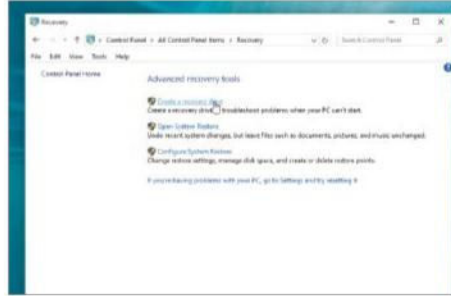 Recovery
Control Panel › All Control Panel Items › Recovery
Search Control Panel
File Edit View Tools Help
Control Panel Home
Advanced recovery tools
Create a recovery drive
Create a recovery drive to troubleshoot problems when your PC can't start.
Open System Restore
Undo recent system changes, but leave files such as documents, pictures, and music unchanged.
Configure System Restore
Change restore settings, manage disk space, and create or delete restore points.
If you're having problems with your PC, go to Settings and try resetting it